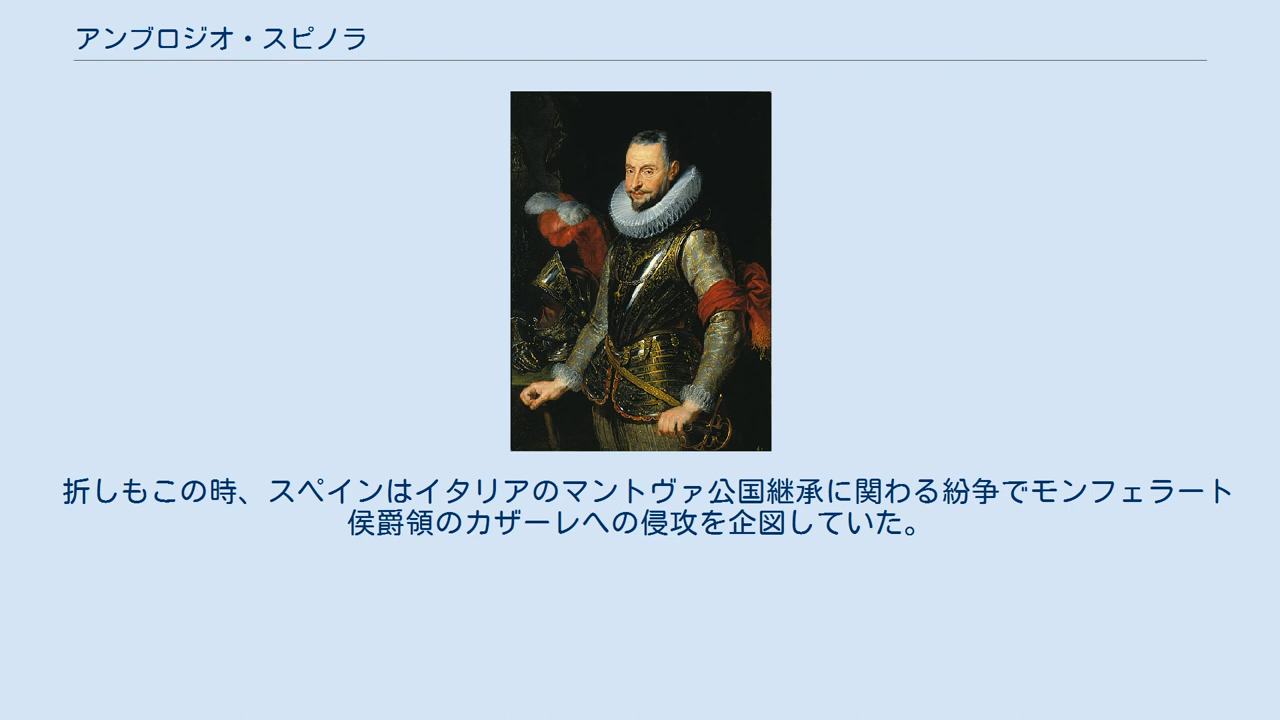 アンブロジオ・スピノラ
折しもこの時、スペインはイタリアのマントヴァ公国継承に関わる紛争でモンフェラート
侯爵領のカザーレへの侵攻を企図していた。